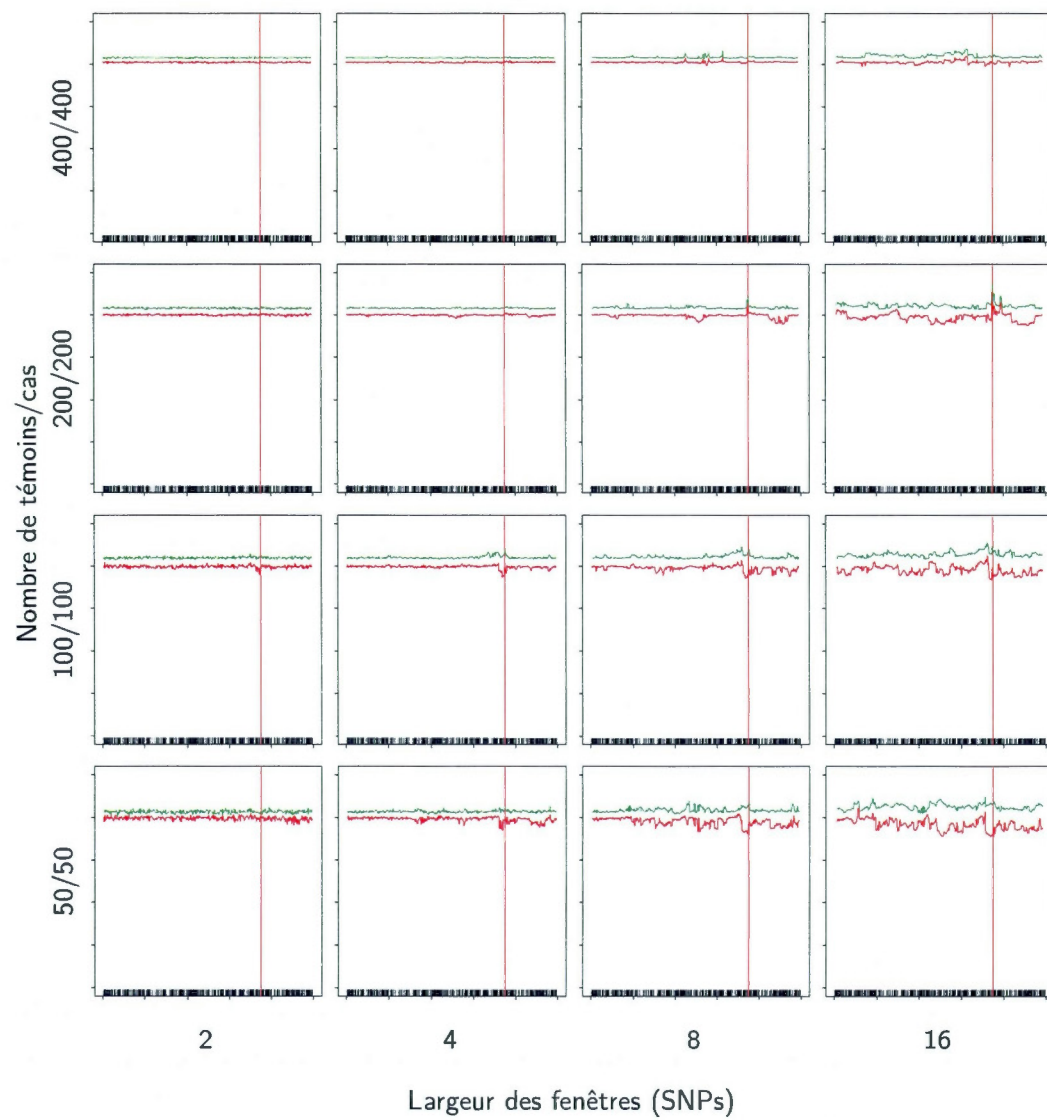 Nombre de témoins/cas
400/400
200/200
100/100
50/50
2 4 8 16
Largeur des fenêtres (SNPs)